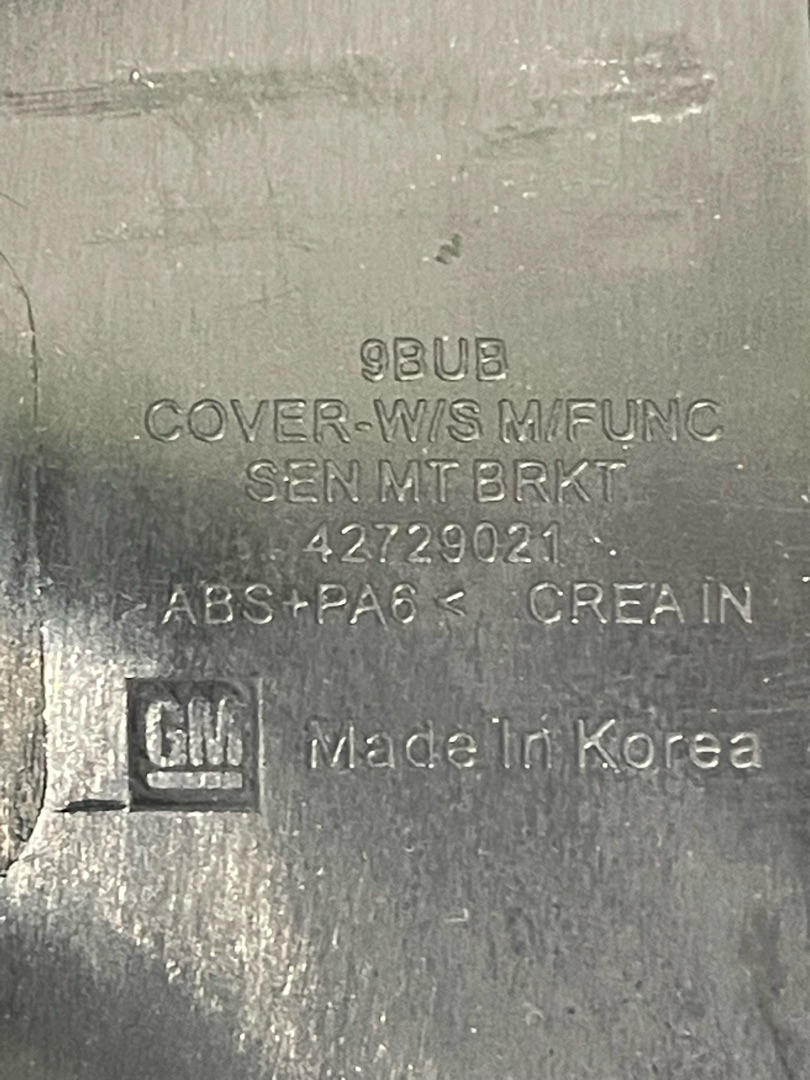 9BUB
COVER-W/S M/FUNC
SEN MT BRKT
42729021
>ABS+PA6< CREA IN
GM
Made In Korea